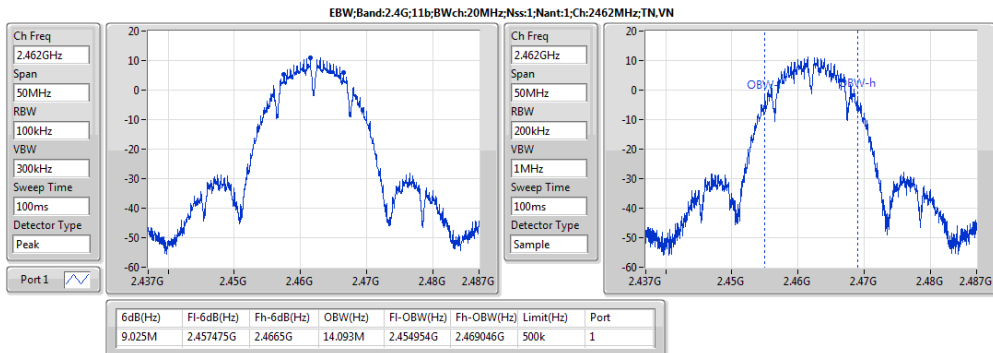 EBW;Band:2.4G;11b;BWch:20MHz;Nss:1;Nant:1;Ch:2462MHz;TN,VN
Ch Freq
2.462GHz
Span
50MHz
RBW
100kHz
VBW
300kHz
Sweep Time
100ms
Detector Type
Peak
Port 1
20
10
0
-10
-20
-30
-40
-50
-60
2.437G 2.45G 2.46G 2.47G 2.48G 2.487G
Ch Freq
2.462GHz
Span
50MHz
RBW
200kHz
VBW
1MHz
Sweep Time
100ms
Detector Type
Sample
20
10
0
-10
-20
-30
-40
-50
-60
2.437G 2.45G 2.46G 2.47G 2.48G 2.487G
6dB(Hz) Fl-6dB(Hz) Fh-6dB(Hz) OBW(Hz) Fl-OBW(Hz) Fh-OBW(Hz) Limit(Hz) Port
9.025M 2.457475G 2.4665G 14.093M 2.454954G 2.469046G 500k 1